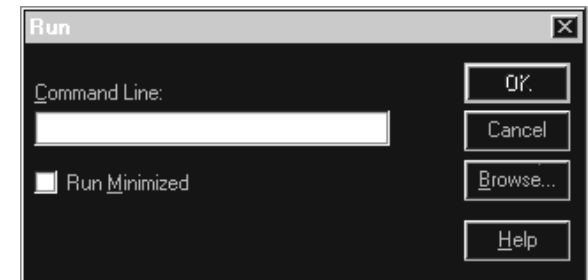 Run
Command Line:
OK
Cancel
Run Minimized
Browse...
Help